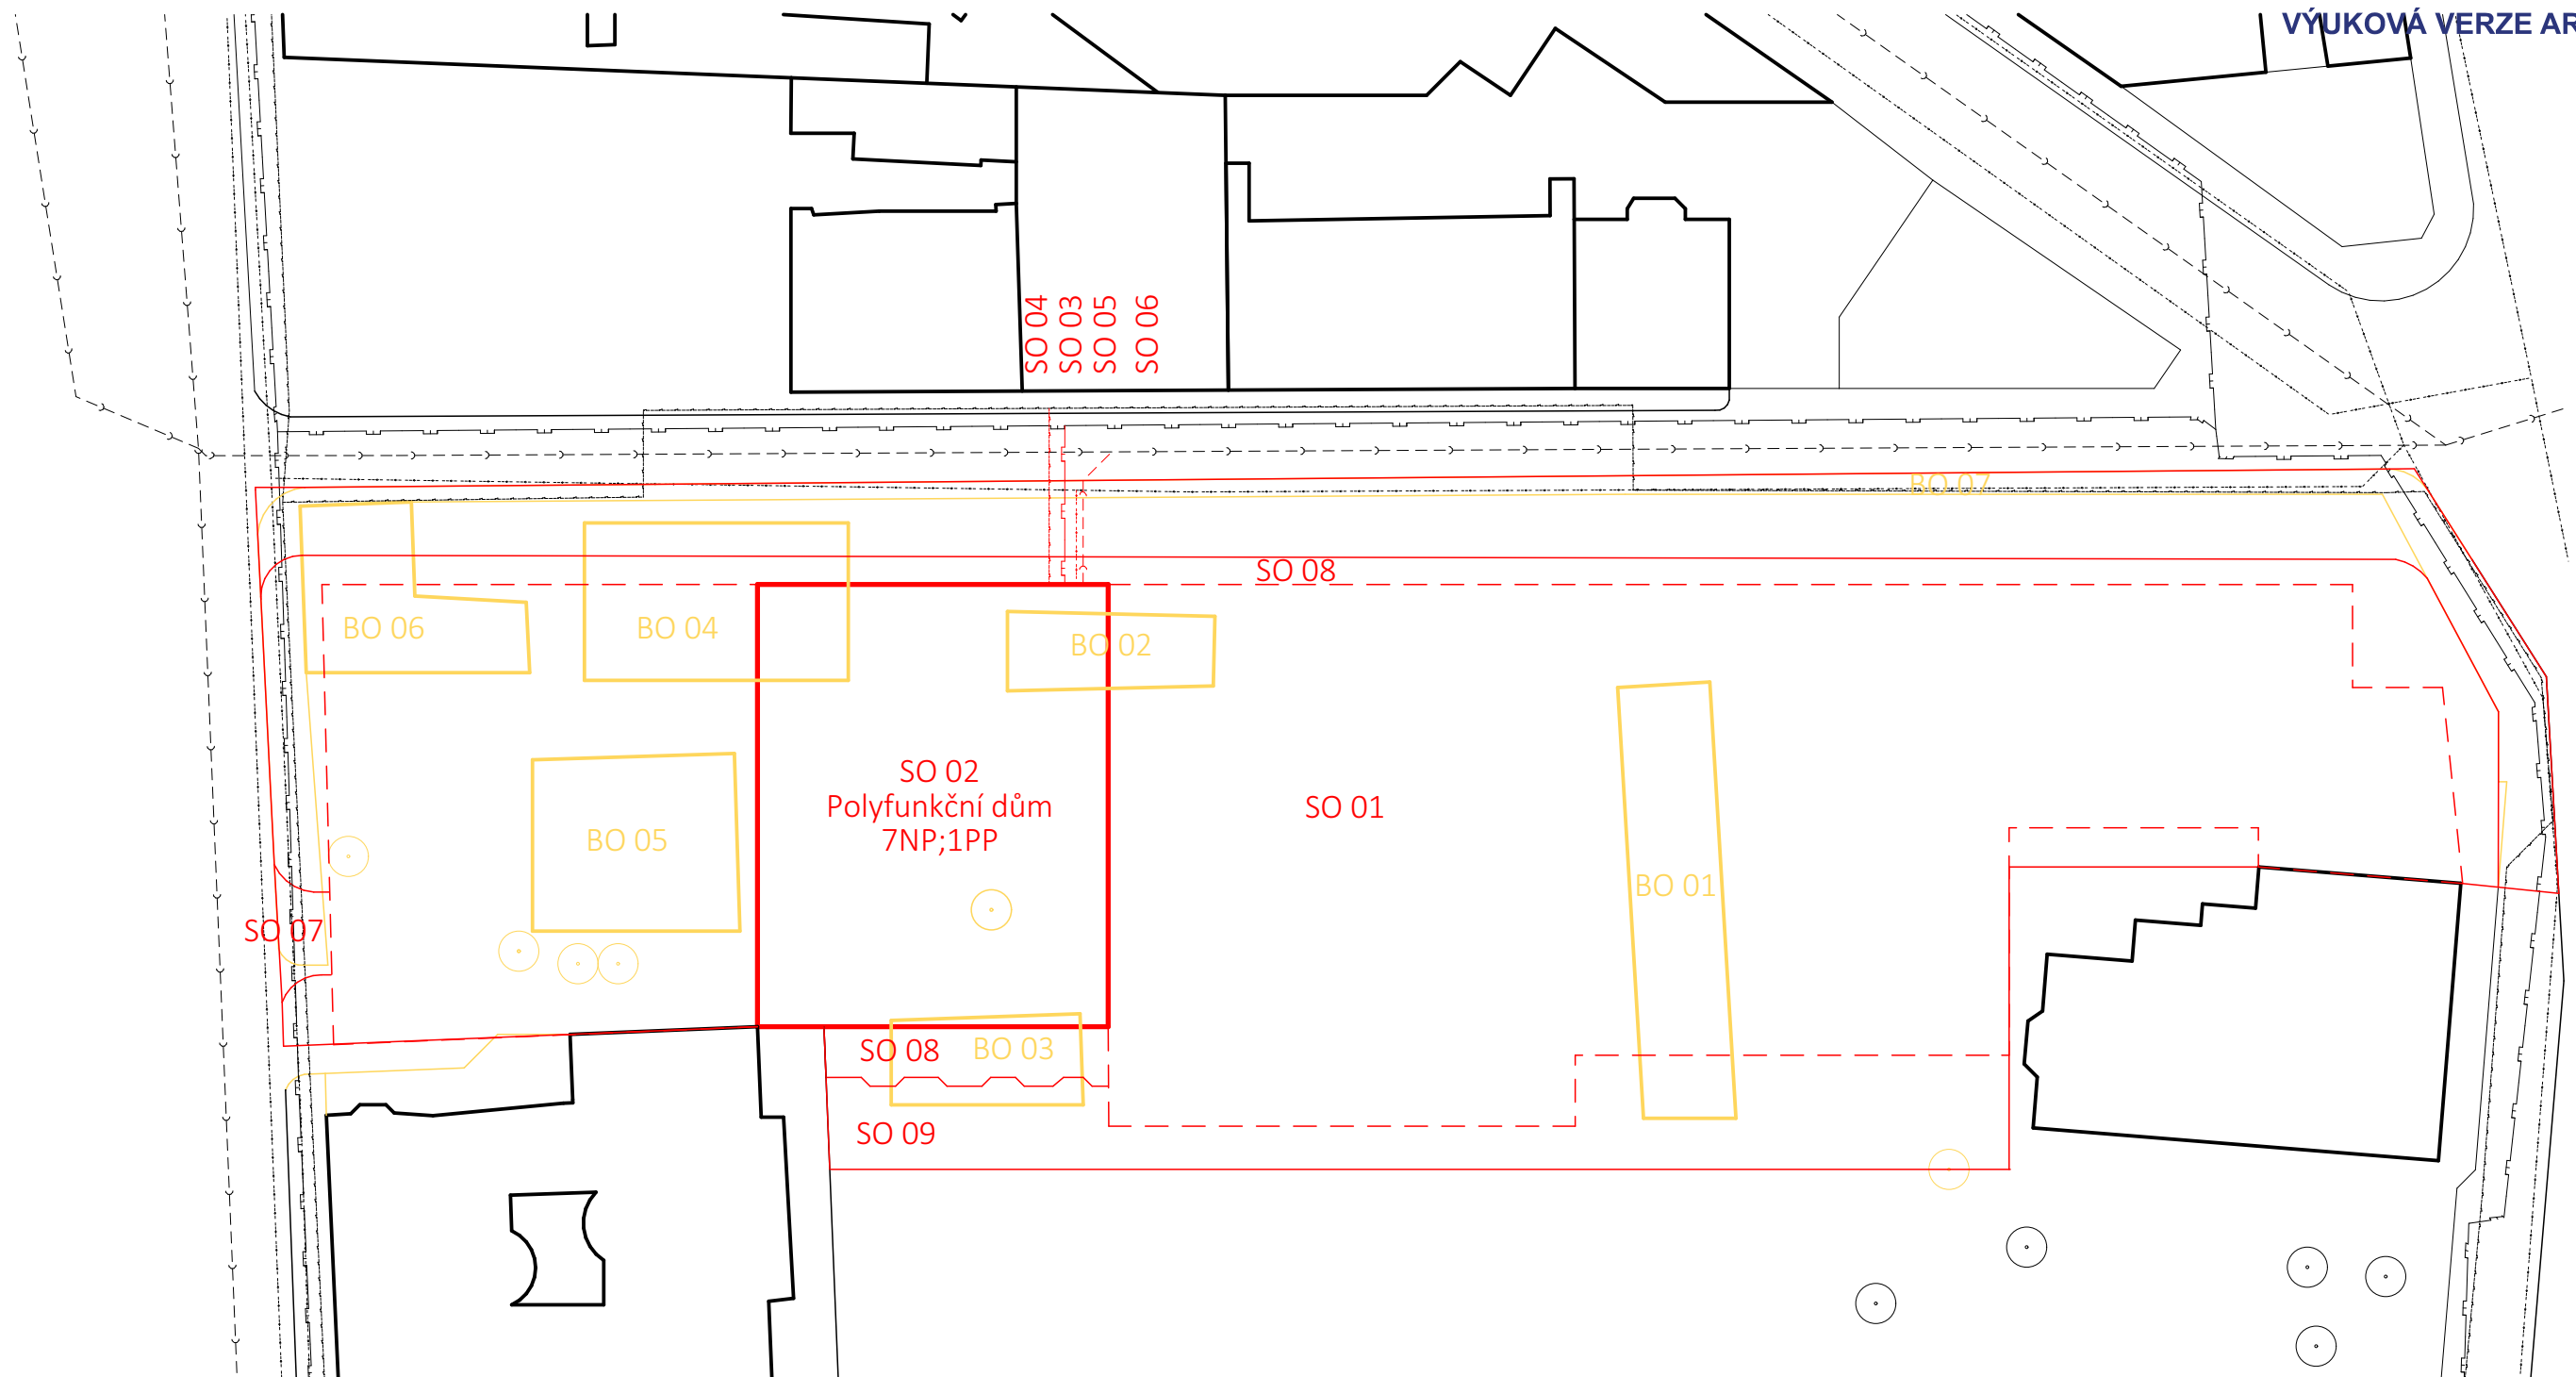 VÝUKOVÁ VERZE AR
SO 04
SO 03
SO 05
SO 06
BO 07
SO 08
BO 06
BO 04
BO 02
SO 02
Polyfunkční dům
7NP;1PP
SO 01
BO 05
BO 01
SO 07
SO 08
BO 03
SO 09